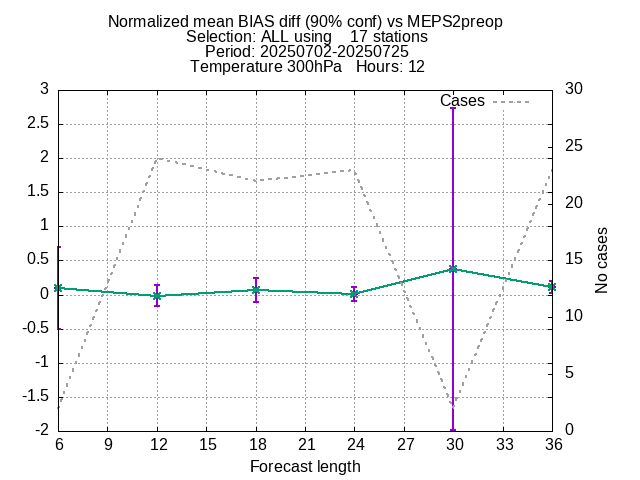 Normalized mean BIAS diff (90% conf) vs MEPS2preop
Selection: ALL using    17 stations
Period: 20250702-20250725
Temperature 300hPa   Hours: 12
Cases
3
2.5
2
1.5
1
0.5
0
-0.5
-1
-1.5
-2
30
25
20
15
10
5
0
No cases
6 9 12 15 18 21 24 27 30 33 36
Forecast length